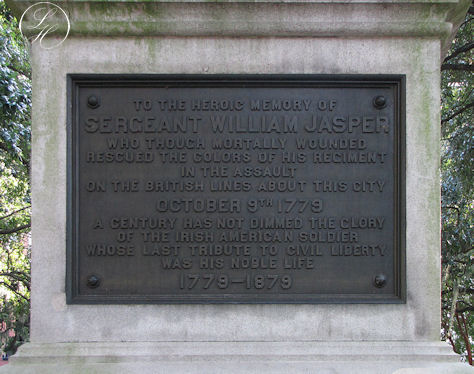 TO THE HEROIC MEMORY OF
SERGEANT WILLIAM JASPER
WHO THOUGH MORTALLY WOUNDED
RESCUED THE COLORS OF HIS REGIMENT
IN THE ASSAULT
ON THE BRITISH LINES ABOUT THIS CITY
OCTOBER 9TH 1779
A CENTURY HAS NOT DIMMED THE GLORY
OF THE IRISH AMERICAN SOLDIER
WHOSE LAST TRIBUTE TO CIVIL LIBERTY
WAS HIS NOBLE LIFE
1779—1879